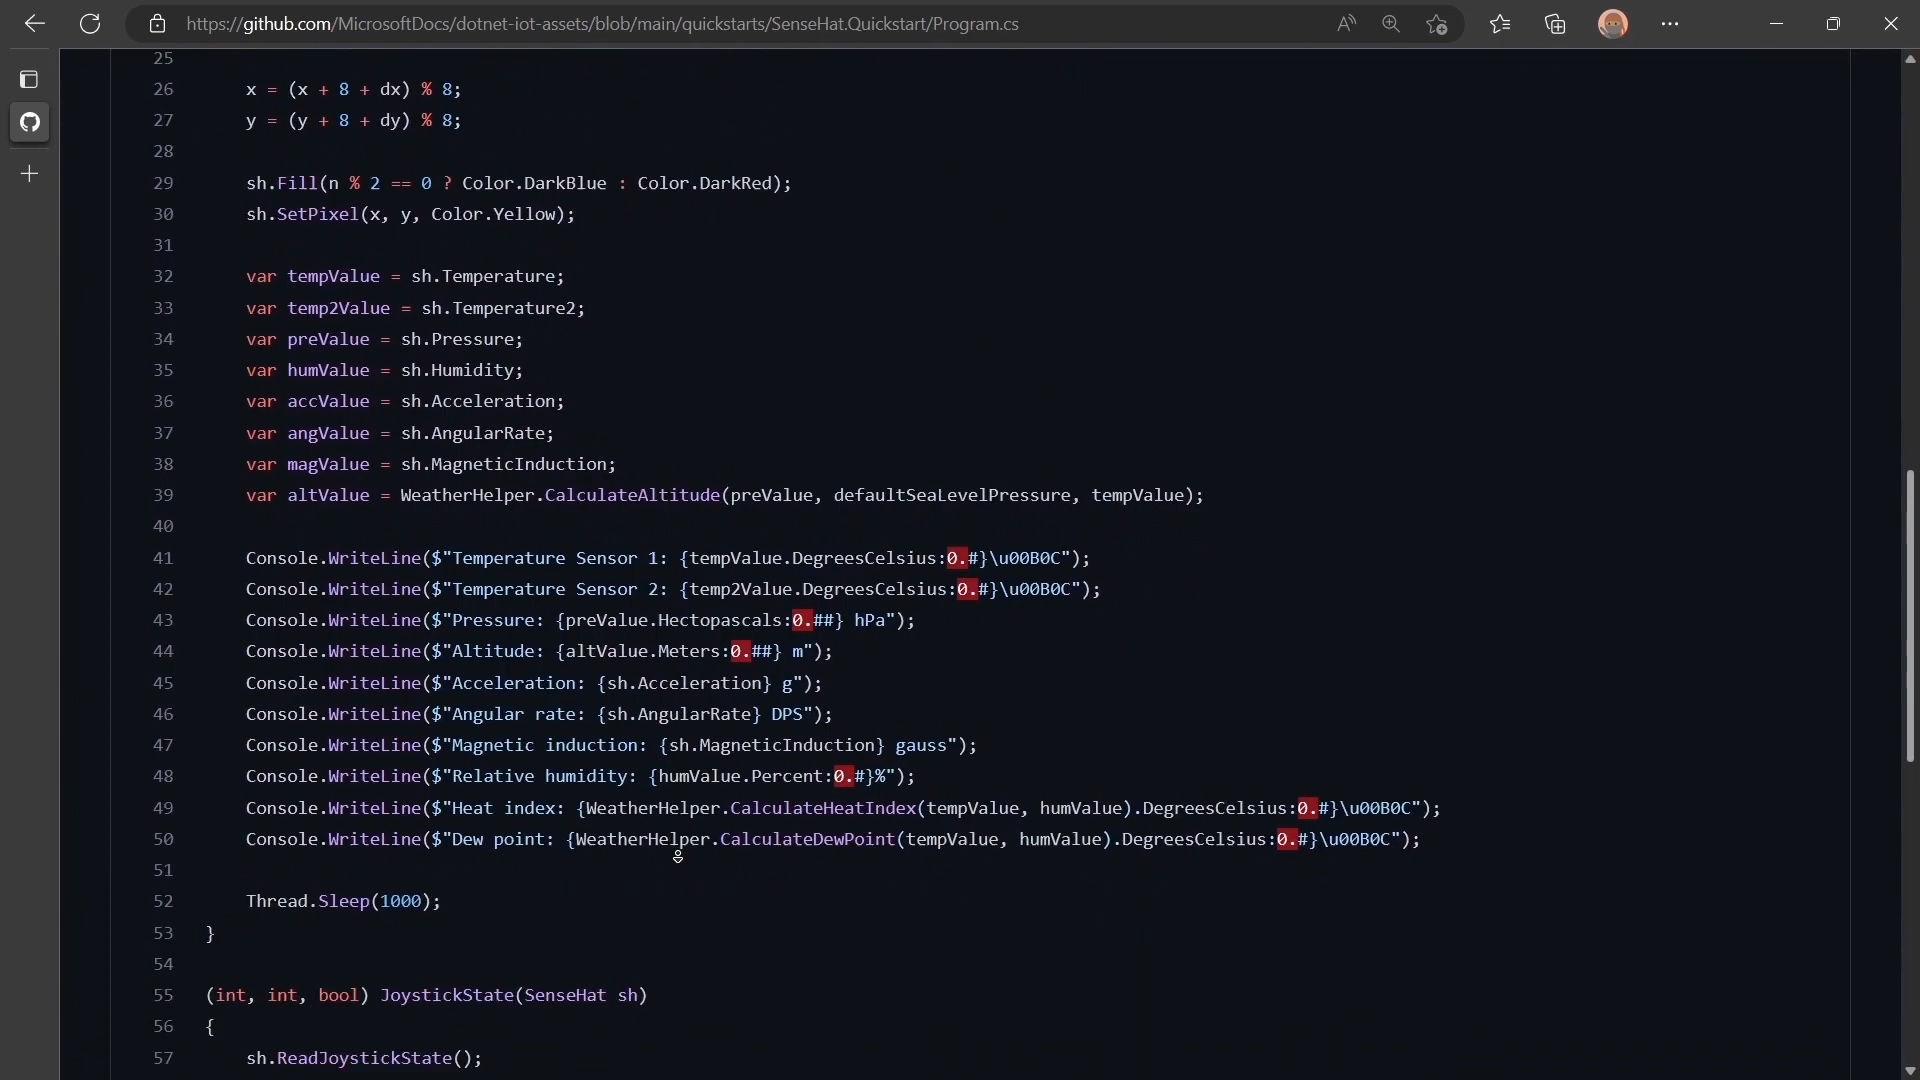 https://github.com/MicrosoftDocs/dotnet-iot-assets/blob/main/quickstarts/SenseHat.Quickstart/Program.cs
25
26 x = (x + 8 + dx) % 8;
27 y = (y + 8 + dy) % 8;
28
29 sh.Fill(n % 2 == 0 ? Color.DarkBlue : Color.DarkRed);
30 sh.SetPixel(x, y, Color.Yellow);
31
32 var tempValue = sh.Temperature;
33 var temp2Value = sh.Temperature2;
34 var preValue = sh.Pressure;
35 var humValue = sh.Humidity;
36 var accValue = sh.Acceleration;
37 var angValue = sh.AngularRate;
38 var magValue = sh.MagneticInduction;
39 var altValue = WeatherHelper.CalculateAltitude(preValue, defaultSeaLevelPressure, tempValue);
40
41 Console.WriteLine($"Temperature Sensor 1: {tempValue.DegreesCelsius:0.#}\u00B0C");
42 Console.WriteLine($"Temperature Sensor 2: {temp2Value.DegreesCelsius:0.#}\u00B0C");
43 Console.WriteLine($"Pressure: {preValue.Hectopascals:0.##} hPa");
44 Console.WriteLine($"Altitude: {altValue.Meters:0.##} m");
45 Console.WriteLine($"Acceleration: {sh.Acceleration} g");
46 Console.WriteLine($"Angular rate: {sh.AngularRate} DPS");
47 Console.WriteLine($"Magnetic induction: {sh.MagneticInduction} gauss");
48 Console.WriteLine($"Relative humidity: {humValue.Percent:0.#}%");
49 Console.WriteLine($"Heat index: {WeatherHelper.CalculateHeatIndex(tempValue, humValue).DegreesCelsius:0.#}\u00B0C");
50 Console.WriteLine($"Dew point: {WeatherHelper.CalculateDewPoint(tempValue, humValue).DegreesCelsius:0.#}\u00B0C");
51
52 Thread.Sleep(1000);
53 }
54
55 (int, int, bool) JoystickState(SenseHat sh)
56 {
57 sh.ReadJoystickState();